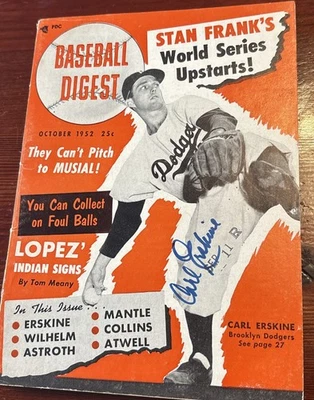 PDC
BASEBALL
DIGEST
STAN FRANK'S
World Series
Upstarts!
OCTOBER 1952 25c
They Can't Pitch
to MUSIAL!
Dodgers
You Can Collect
on Foul Balls
LOPEZ'
INDIAN SIGNS
By Tom Meany
Carl Erskine
In This Issue...
• ERSKINE
• WILHELM
• ASTROTH
• MANTLE
• COLLINS
• ATWELL
CARL ERSKINE
Brooklyn Dodgers
See page 27